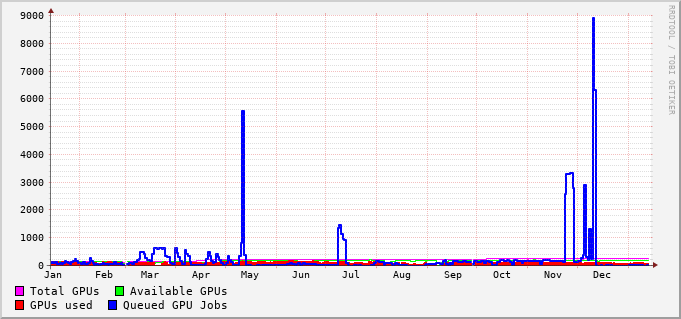 9000
8000
7000
6000
5000
4000
3000
2000
1000
0
Jan Feb Mar Apr May Jun Jul Aug Sep Oct Nov Dec
Total GPUs Available GPUs
GPUs used Queued GPU Jobs
RRDTOOL / TOBI OETIKER